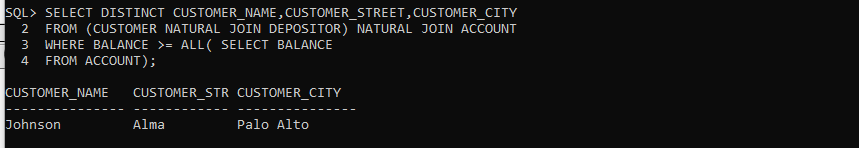 SQL> SELECT DISTINCT CUSTOMER_NAME,CUSTOMER_STREET,CUSTOMER_CITY
  2  FROM (CUSTOMER NATURAL JOIN DEPOSITOR) NATURAL JOIN ACCOUNT
  3  WHERE BALANCE >= ALL( SELECT BALANCE
  4  FROM ACCOUNT);
CUSTOMER_NAME   CUSTOMER_STR CUSTOMER_CITY
--------------- ------------ ---------------
Johnson         Alma         Palo Alto